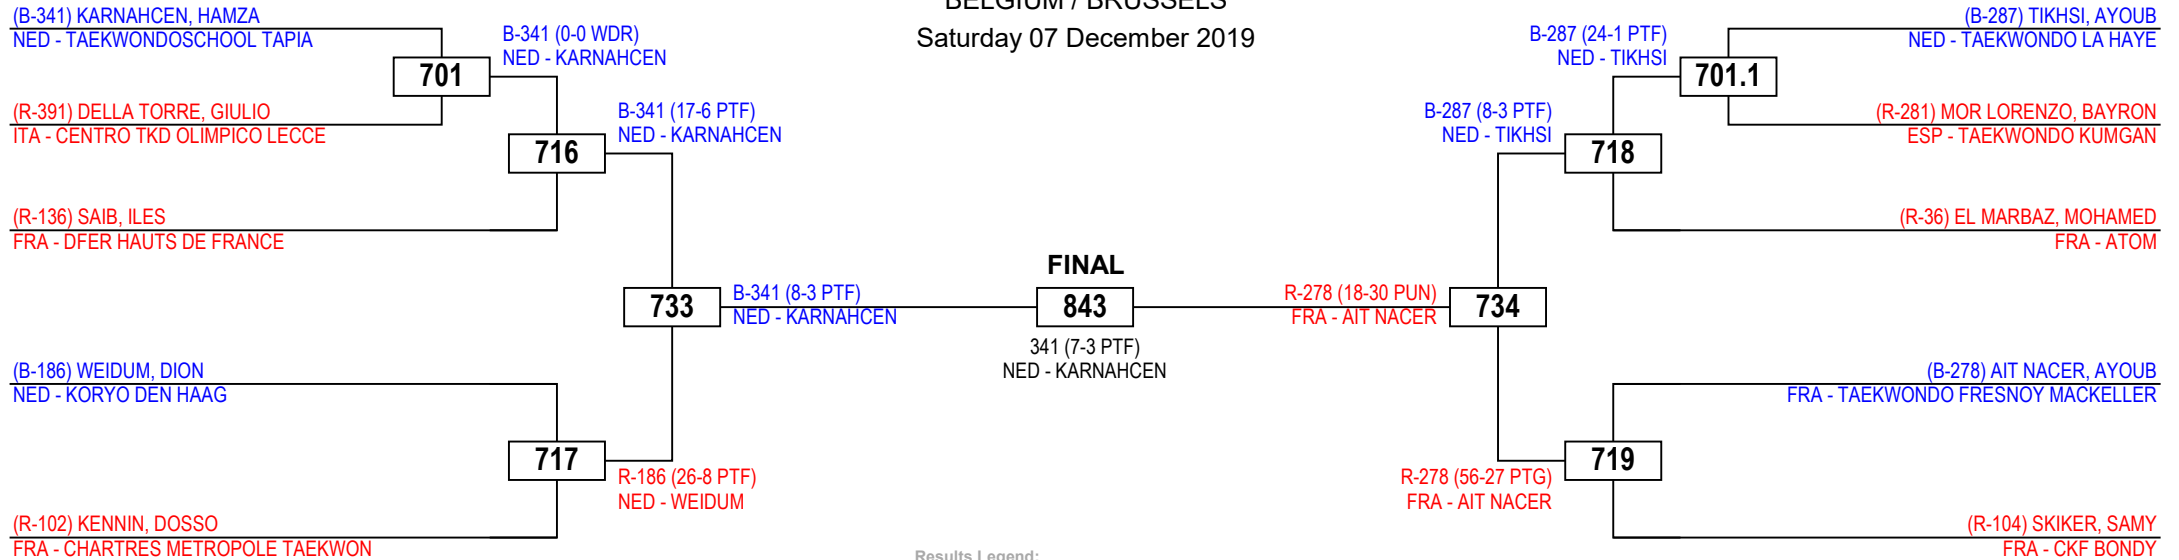 BELGIUM / BRUSSELS
Saturday 07 December 2019
(B-341) KARNAHCEN, HAMZA
NED - TAEKWONDOSCHOOL TAPIA
701
(R-391) DELLA TORRE, GIULIO
ITA - CENTRO TKD OLIMPICO LECCE
B-341 (0-0 WDR)
NED - KARNAHCEN
716
(R-136) SAIB, ILES
FRA - DFER HAUTS DE FRANCE
B-341 (17-6 PTF)
NED - KARNAHCEN
733
B-341 (8-3 PTF)
NED - KARNAHCEN
(B-186) WEIDUM, DION
NED - KORYO DEN HAAG
717
(R-102) KENNIN, DOSSO
FRA - CHARTRES METROPOLE TAEKWON
R-186 (26-8 PTF)
NED - WEIDUM
FINAL
843
341 (7-3 PTF)
NED - KARNAHCEN
(B-287) TIKHSI, AYOUB
NED - TAEKWONDO LA HAYE
701.1
(R-281) MOR LORENZO, BAYRON
ESP - TAEKWONDO KUMGAN
B-287 (24-1 PTF)
NED - TIKHSI
718
(R-36) EL MARBAZ, MOHAMED
FRA - ATOM
B-287 (8-3 PTF)
NED - TIKHSI
734
R-278 (18-30 PUN)
FRA - AIT NACER
(B-278) AIT NACER, AYOUB
FRA - TAEKWONDO FRESNOY MACKELLER
719
(R-104) SKIKER, SAMY
FRA - CKF BONDY
R-278 (56-27 PTG)
FRA - AIT NACER
Results Legend: